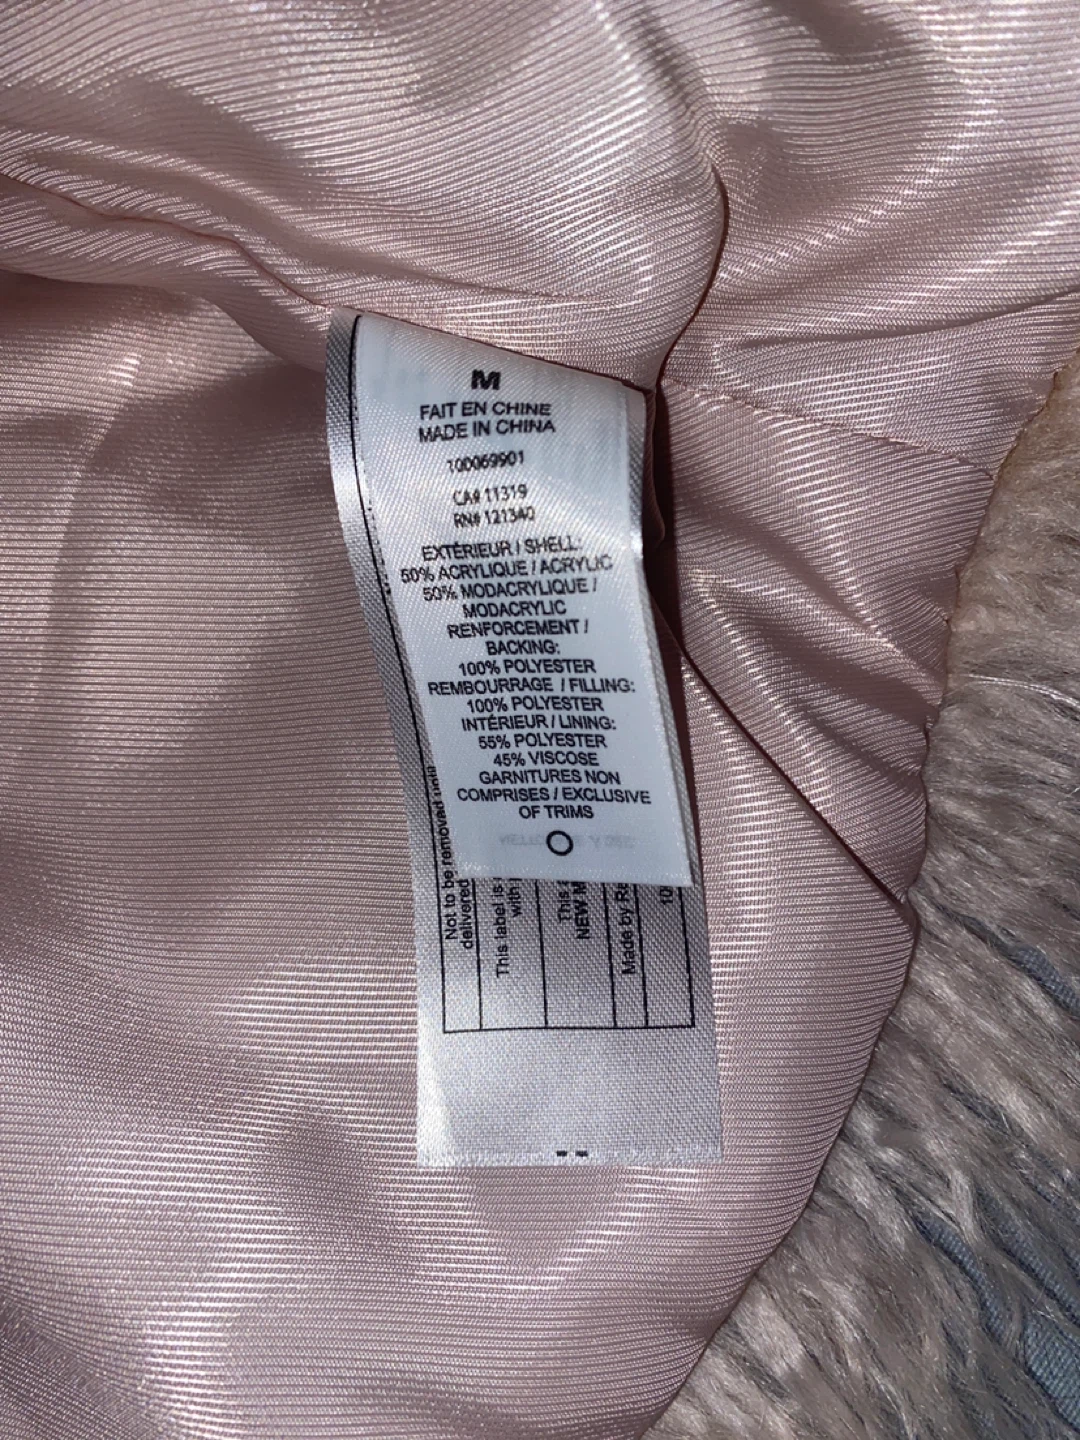 M
FAIT EN CHINE
MADE IN CHINA
100069901
CA# 11319
RN# 121340
EXTÉRIEUR / SHELL:
50% ACRYLIQUE / ACRYLIC
50% MODACRYLIQUE /
MODACRYLIC
RENFORCEMENT /
BACKING:
100% POLYESTER
REMBOURRAGE / FILLING:
100% POLYESTER
INTÉRIEUR / LINING:
55% POLYESTER
45% VISCOSE
GARNITURES NON
COMPRISES / EXCLUSIVE
OF TRIMS
Not to be removed until
delivered
This label is
with
This
NEW
Made by
10